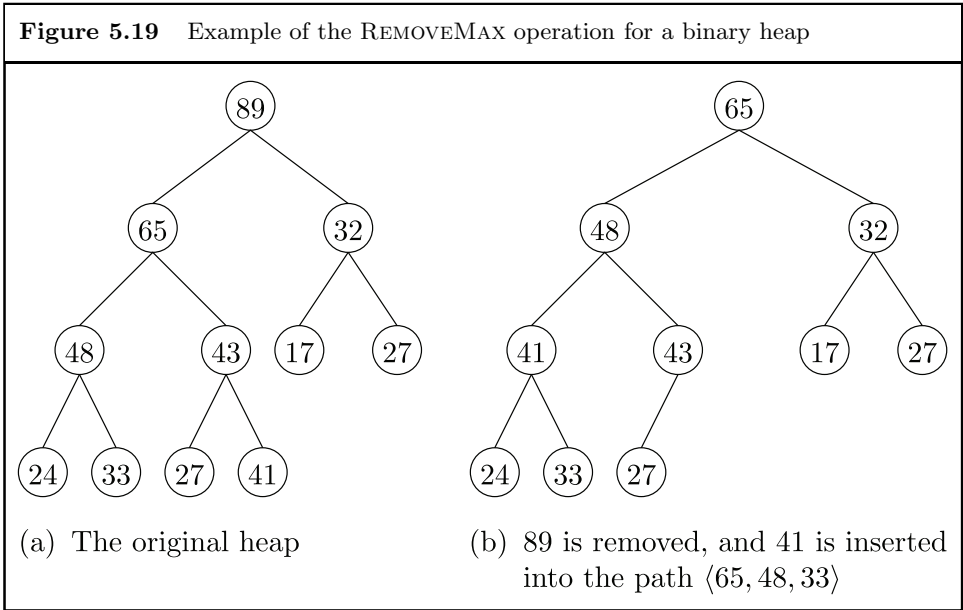 Figure 5.19 Example of the REMOVEMAX operation for a binary heap
89
65 32
48 43 17 27
24 33 27 41
(a) The original heap
65
48 32
41 43 17 27
24 33 27
(b) 89 is removed, and 41 is inserted
into the path ⟨65, 48, 33⟩